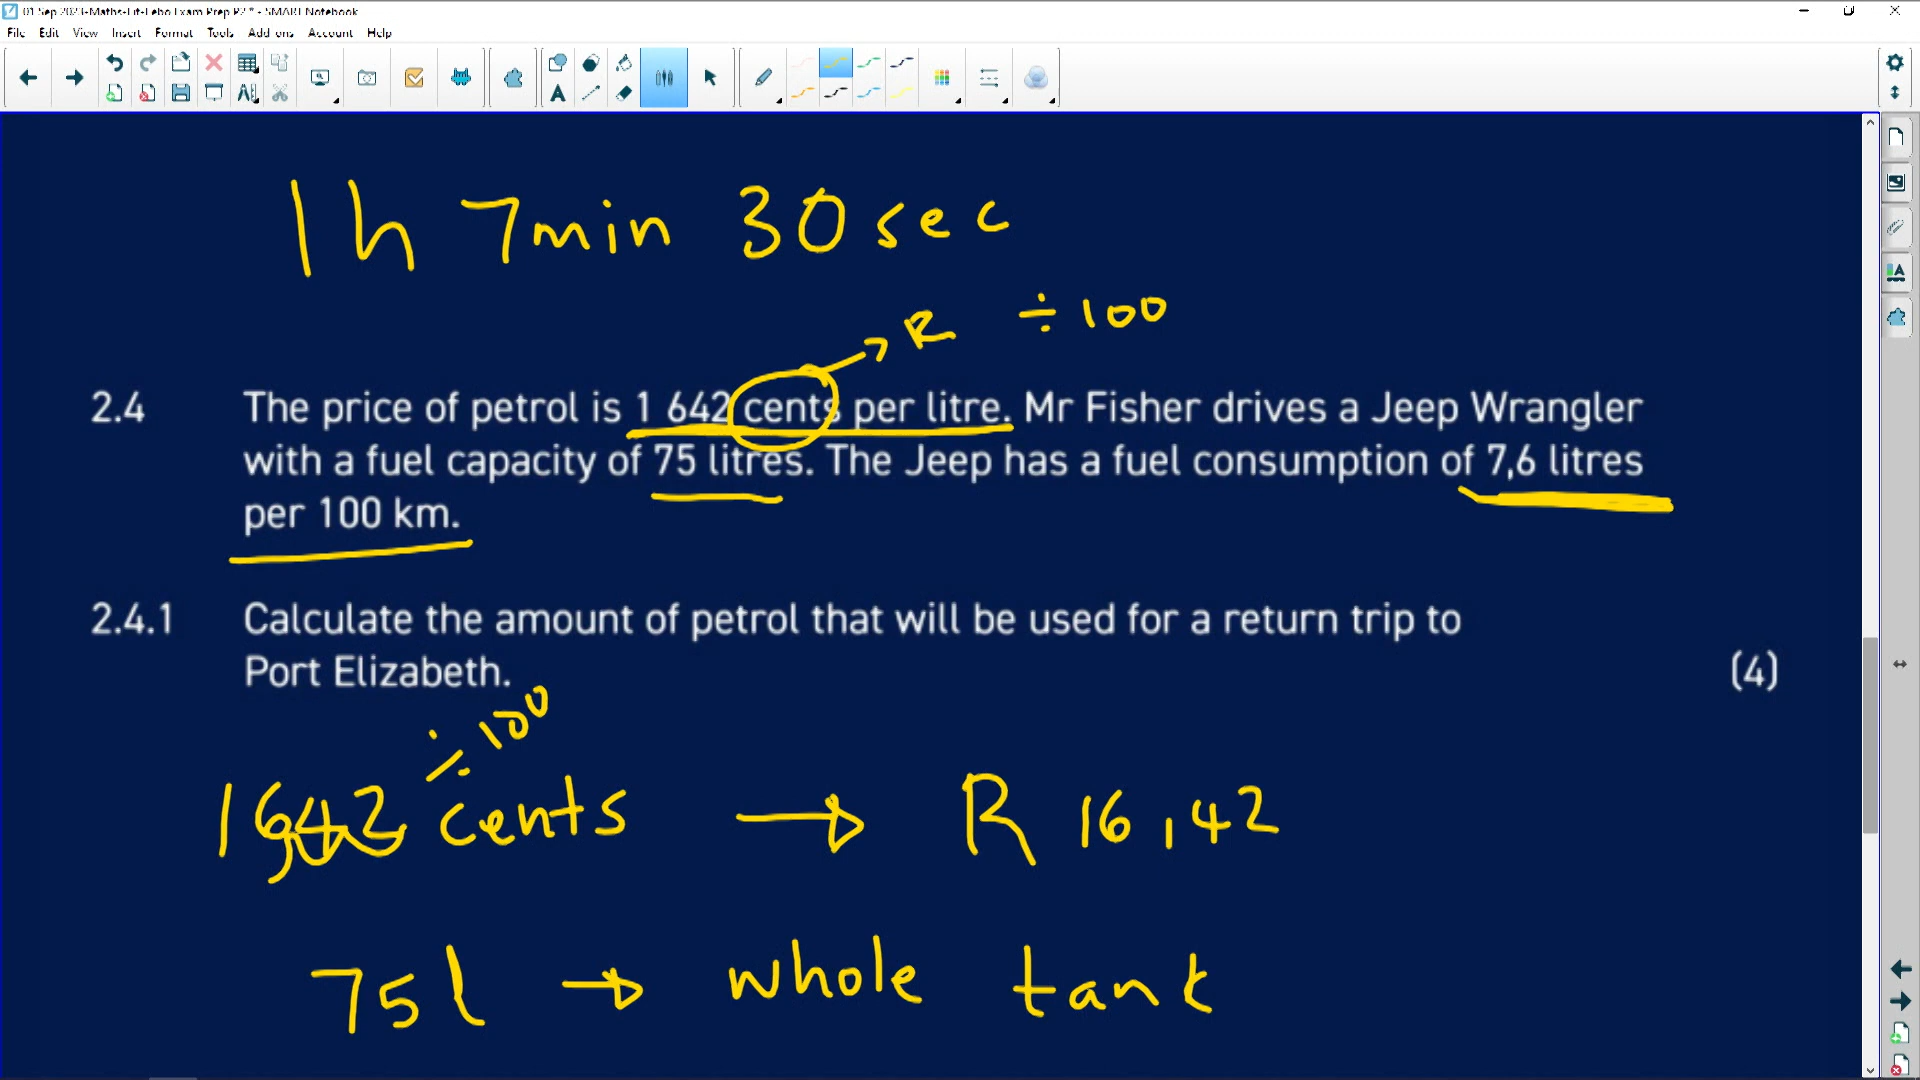 File Edit View Insert Format Tools Add-ons Account Help
1h 7min 30sec
R ÷100
2.4 The price of petrol is 1 642 cents per litre. Mr Fisher drives a Jeep Wrangler
with a fuel capacity of 75 litres. The Jeep has a fuel consumption of 7,6 litres
per 100 km.
2.4.1 Calculate the amount of petrol that will be used for a return trip to
Port Elizabeth.
(4)
÷100
1642 cents → R 16,42
75l → whole tank